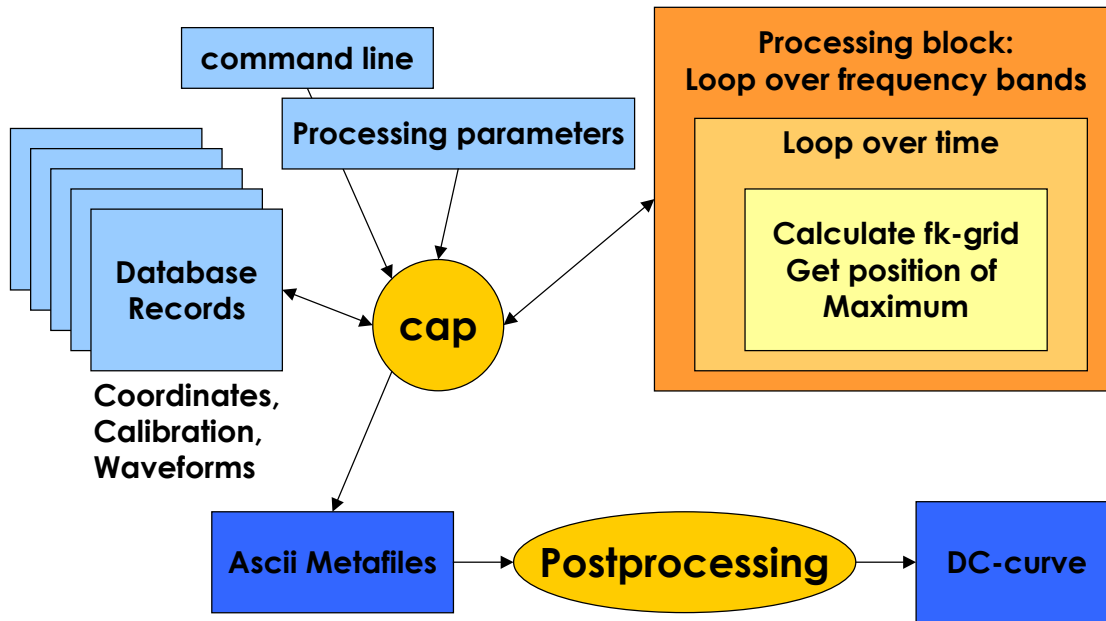 command line
Processing parameters
Database
Records
Coordinates,
Calibration,
Waveforms
cap
Processing block:
Loop over frequency bands
Loop over time
Calculate fk-grid
Get position of
Maximum
Ascii Metafiles
Postprocessing
DC-curve